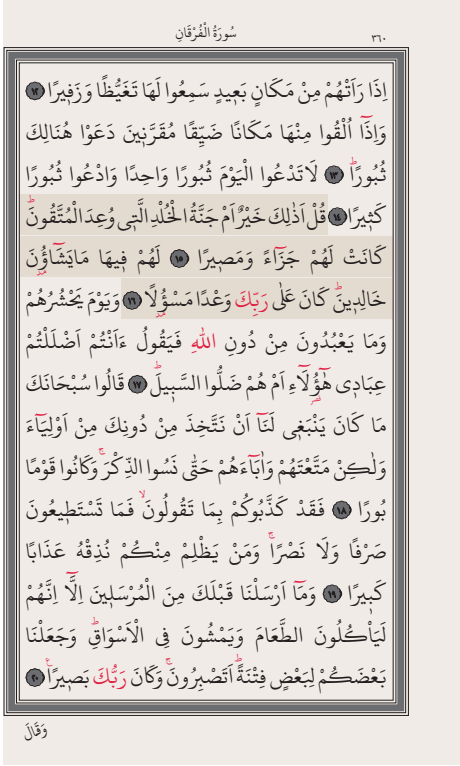 ٣٦٠
سُورَةُ الْفُرْقَانِ
اِذَا رَاَتْهُمْ مِنْ مَكَانٍ بَع۪يدٍ سَمِعُوا لَهَا تَغَيُّظًا وَزَف۪يرًا ﴿١٢﴾
وَاِذَٓا اُلْقُوا مِنْهَا مَكَانًا ضَيِّقًا مُقَرَّن۪ينَ دَعَوْا هُنَالِكَ
ثُبُورًاۜ ﴿١٣﴾ لَاتَدْعُوا الْيَوْمَ ثُبُورًا وَاحِدًا وَادْعُوا ثُبُورًا
كَث۪يرًا ﴿١٤﴾ قُلْ اَذٰلِكَ خَيْرٌ اَمْ جَنَّةُ الْخُلْدِ الَّت۪ي وُعِدَ الْمُتَّقُونَۜ
كَانَتْ لَهُمْ جَزَٓاءً وَمَص۪يرًا ﴿١٥﴾ لَهُمْ ف۪يهَا مَايَشَٓاؤُ۫نَ
خَالِد۪ينَۜ كَانَ عَلٰى رَبِّكَ وَعْدًا مَسْؤُ۫لًا ﴿١٦﴾ وَيَوْمَ يَحْشُرُهُمْ
وَمَا يَعْبُدُونَ مِنْ دُونِ اللّٰهِ فَيَقُولُ ءَاَنْتُمْ اَضْلَلْتُمْ
عِبَاد۪ي هٰٓؤُ۬لَٓاءِ اَمْ هُمْ ضَلُّوا السَّب۪يلَۜ ﴿١٧﴾ قَالُوا سُبْحَانَكَ
مَا كَانَ يَنْبَغ۪ي لَنَٓا اَنْ نَتَّخِذَ مِنْ دُونِكَ مِنْ اَوْلِيَٓاءَ
وَلٰكِنْ مَتَّعْتَهُمْ وَاٰبَٓاءَهُمْ حَتّٰى نَسُوا الذِّكْرَۚ وَكَانُوا قَوْمًا
بُورًا ﴿١٨﴾ فَقَدْ كَذَّبُوكُمْ بِمَا تَقُولُونَۙ فَمَا تَسْتَط۪يعُونَ
صَرْفًا وَلَا نَصْرًاۚ وَمَنْ يَظْلِمْ مِنْكُمْ نُذِقْهُ عَذَابًا
كَب۪يرًا ﴿١٩﴾ وَمَٓا اَرْسَلْنَا قَبْلَكَ مِنَ الْمُرْسَل۪ينَ اِلَّٓا اِنَّهُمْ
لَيَأْكُلُونَ الطَّعَامَ وَيَمْشُونَ فِي الْاَسْوَاقِۜ وَجَعَلْنَا
بَعْضَكُمْ لِبَعْضٍ فِتْنَةًۜ اَتَصْبِرُونَۚ وَكَانَ رَبُّكَ بَص۪يرًاۜ ﴿٢٠﴾
وَقَالَ